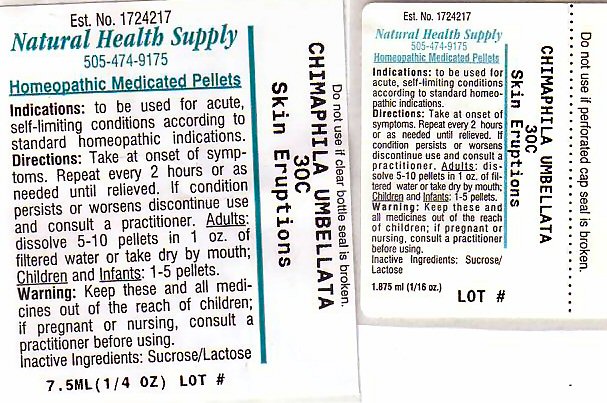 Est. No. 1724217
Natural Health Supply
505-474-9175
Homeopathic Medicated Pellets
Indications: to be used for acute,
self-limiting conditions according to
standard homeopathic indications.
Directions: Take at onset of symp-
toms. Repeat every 2 hours or as
needed until relieved. If condition
persists or worsens discontinue use
and consult a practitioner. Adults:
dissolve 5-10 pellets in 1 oz. of
filtered water or take dry by mouth;
Children and Infants: 1-5 pellets.
Warning: Keep these and all medi-
cines out of the reach of children;
if pregnant or nursing, consult a
practitioner before using.
Inactive Ingredients: Sucrose/Lactose
7.5ML(1/4 OZ) LOT #
Do not use if clear bottle seal is broken.
CHIMAPHILA UMBELLATA
30C
Skin Eruptions
Est. No. 1724217
Natural Health Supply
505-474-9175
Homeopathic Medicated Pellets
Indications: to be used for
acute, self-limiting conditions
according to standard homeo-
pathic indications.
Directions: Take at onset of
symptoms. Repeat every 2 hours
or as needed until relieved. If
condition persists or worsens
discontinue use and consult a
practitioner. Adults: dis-
solve 5-10 pellets in 1 oz. of fil-
tered water or take dry by mouth;
Children and Infants: 1-5 pellets.
Warning: Keep these and
all medicines out of the reach
of children; if pregnant or
nursing, consult a practitioner
before using.
Inactive Ingredients: Sucrose/
Lactose
1.875 ml (1/16 oz.) LOT #
CHIMAPHILA UMBELLATA
30C
Skin Eruptions
Do not use if perforated cap seal is broken.